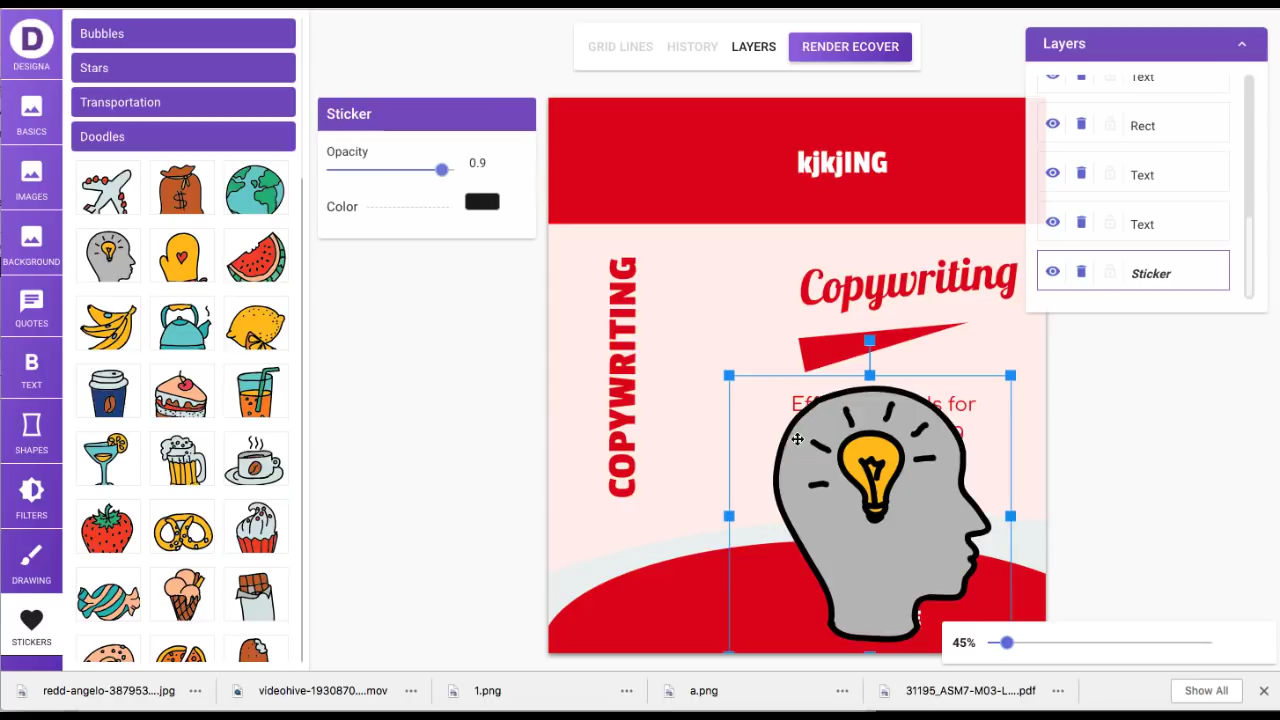 D
DESIGNA
BASICS
IMAGES
BACKGROUND
QUOTES
B
TEXT
SHAPES
FILTERS
DRAWING
STICKERS
Bubbles
Stars
Transportation
Doodles
Sticker
Opacity
0.9
Color
GRID LINES
HISTORY
LAYERS
RENDER ECOVER
kjkjING
COPYWRITING
Copywriting
for
Layers
Text
Rect
Text
Text
Sticker
45%
redd-angelo-387953....jpg
videohive-1930870....mov
1.png
a.png
31195_ASM7-M03-L....pdf
Show All